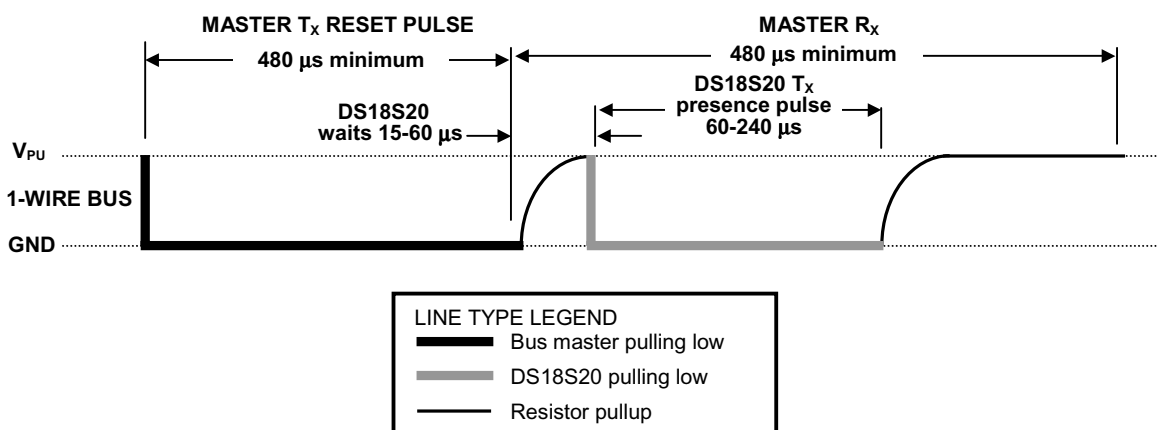 MASTER TX RESET PULSE
MASTER RX
480 μs minimum
480 μs minimum
DS18S20
waits 15-60 μs
DS18S20 TX
presence pulse
60-240 μs
VPU
1-WIRE BUS
GND
LINE TYPE LEGEND
Bus master pulling low
DS18S20 pulling low
Resistor pullup